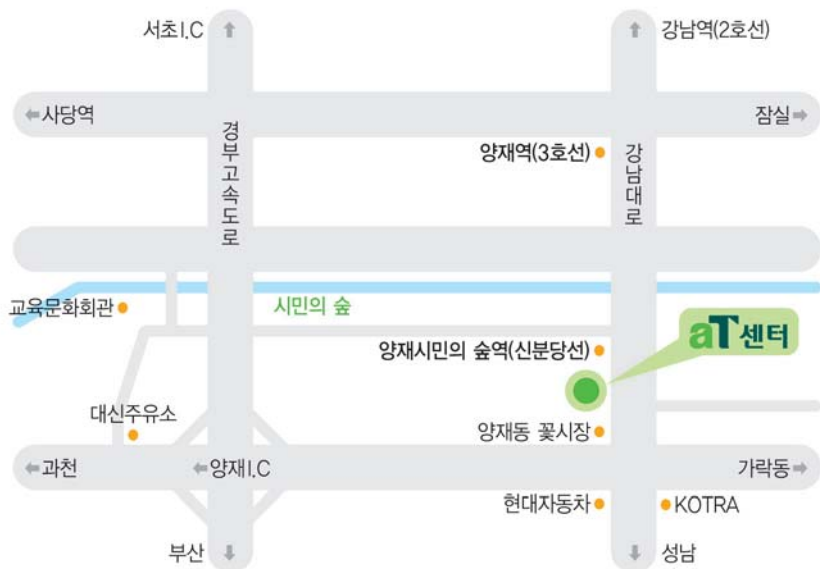 서초I.C
강남역(2호선)
사당역
잠실
경부고속도로
양재역(3호선)
강남대로
교육문화회관
시민의 숲
aT센터
양재시민의 숲역(신분당선)
대신주유소
양재동 꽃시장
과천
양재I.C
가락동
현대자동차
KOTRA
부산
성남